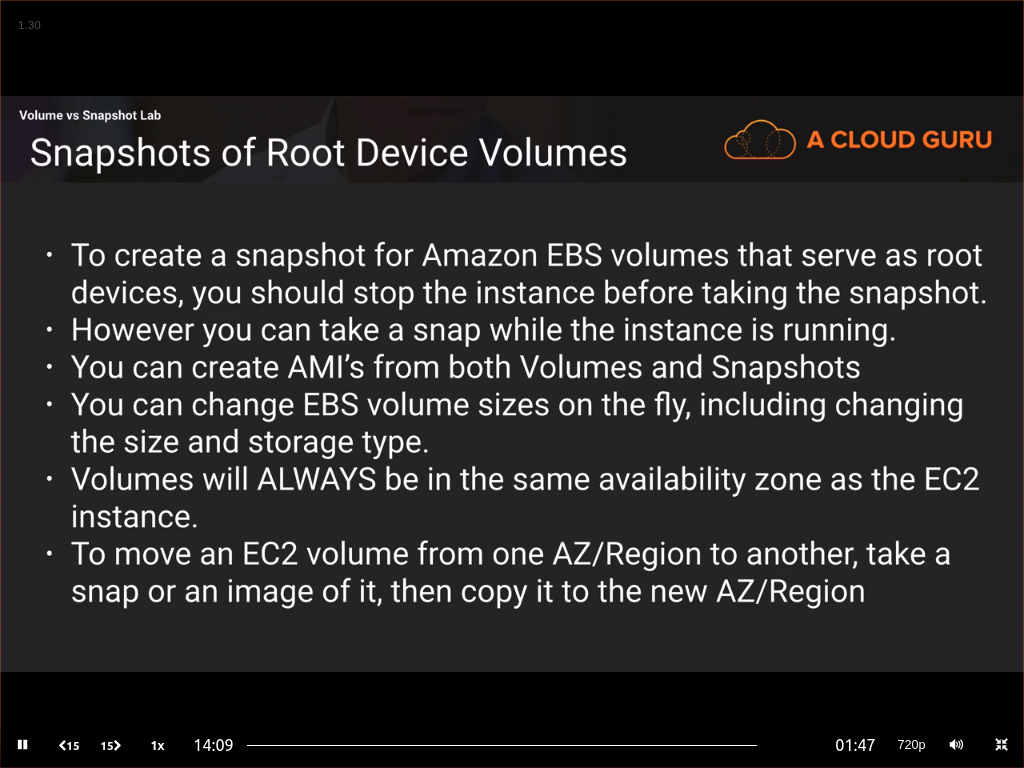 1.30
Volume vs Snapshot Lab
Snapshots of Root Device Volumes
A CLOUD GURU
• To create a snapshot for Amazon EBS volumes that serve as root
devices, you should stop the instance before taking the snapshot.
• However you can take a snap while the instance is running.
• You can create AMI’s from both Volumes and Snapshots
• You can change EBS volume sizes on the fly, including changing
the size and storage type.
• Volumes will ALWAYS be in the same availability zone as the EC2
instance.
• To move an EC2 volume from one AZ/Region to another, take a
snap or an image of it, then copy it to the new AZ/Region
15 15 1x 14:09 01:47 720p